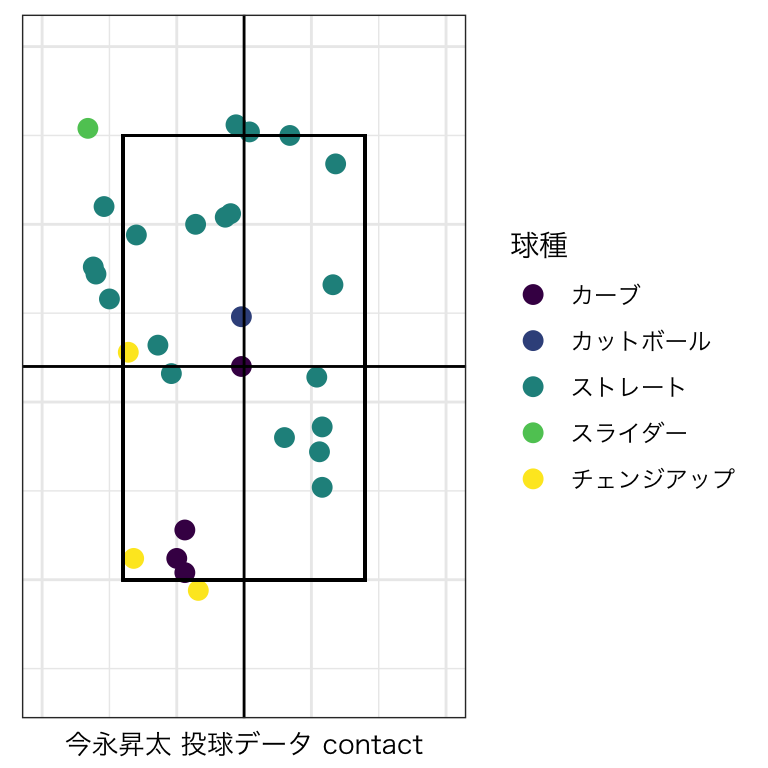 球種
カーブ
カットボール
ストレート
スライダー
チェンジアップ
今永昇太 投球データ contact